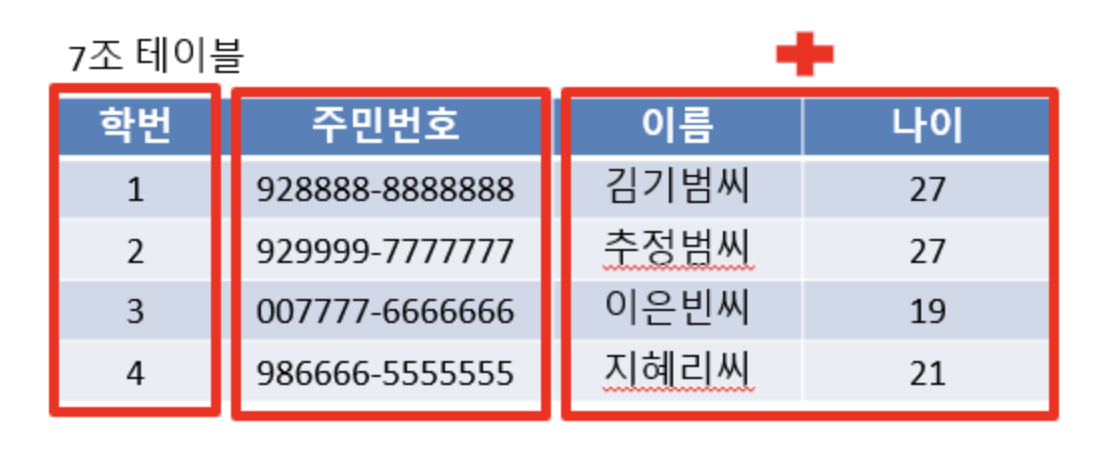 7조 테이블
학번 주민번호 이름 나이
1 928888-8888888 김기범씨 27
2 929999-7777777 추정범씨 27
3 007777-6666666 이은빈씨 19
4 986666-5555555 지혜리씨 21